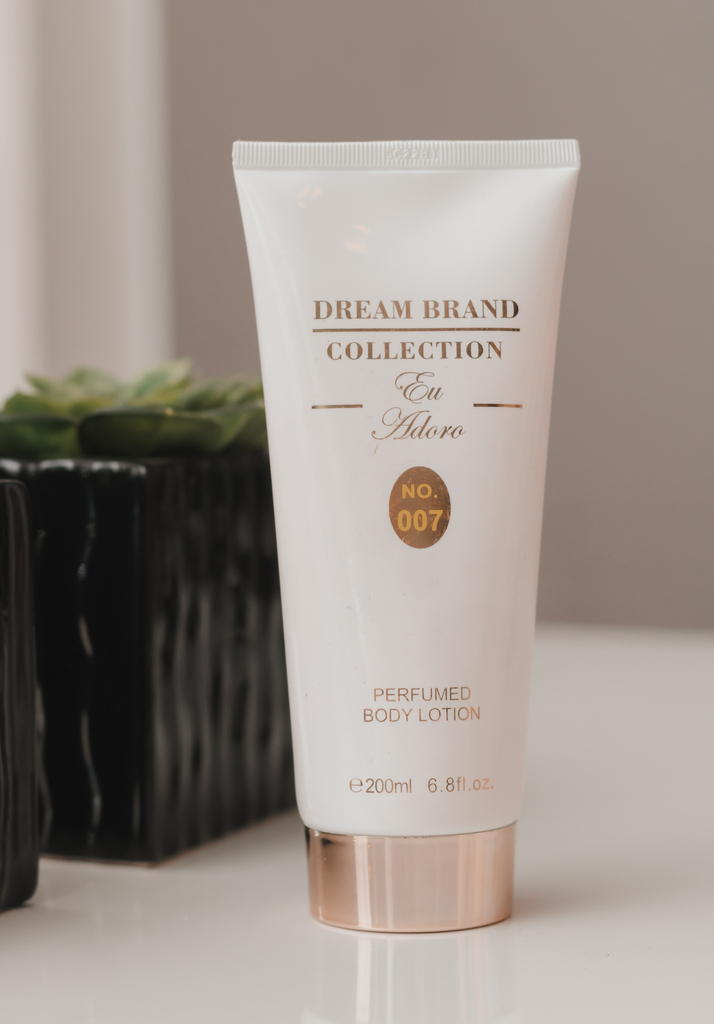 DREAM BRAND
COLLECTION
Eu
Adoro
NO.
007
PERFUMED
BODY LOTION
℮200ml 6.8fl.oz.